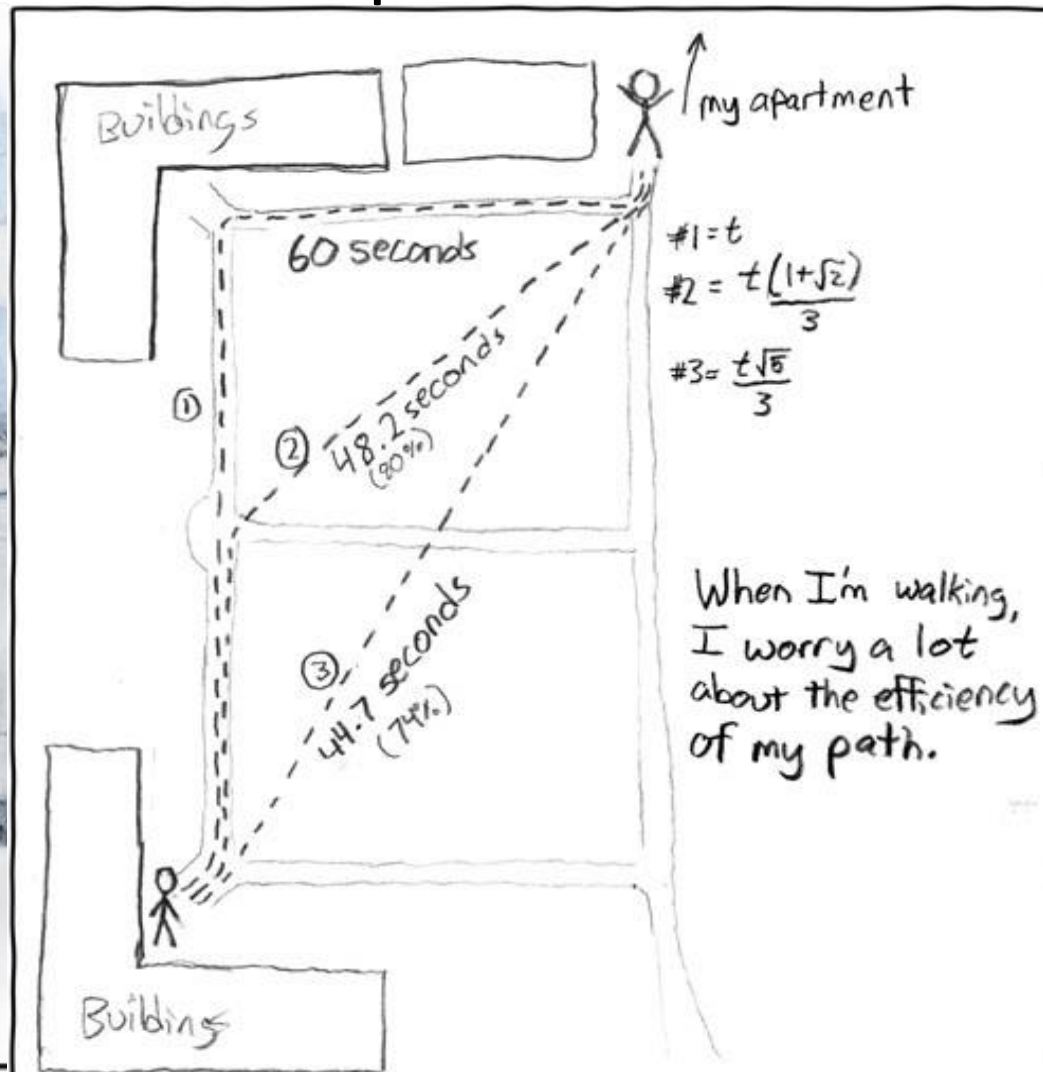 Buildings
my apartment
60 seconds
#1 = t
#2 = t(1+√2)/3
#3 = t√5/3
①
② 48.2 seconds
(80%)
③ 44.7 seconds
(74%)
When I'm walking,
I worry a lot
about the efficiency
of my path.
Buildings